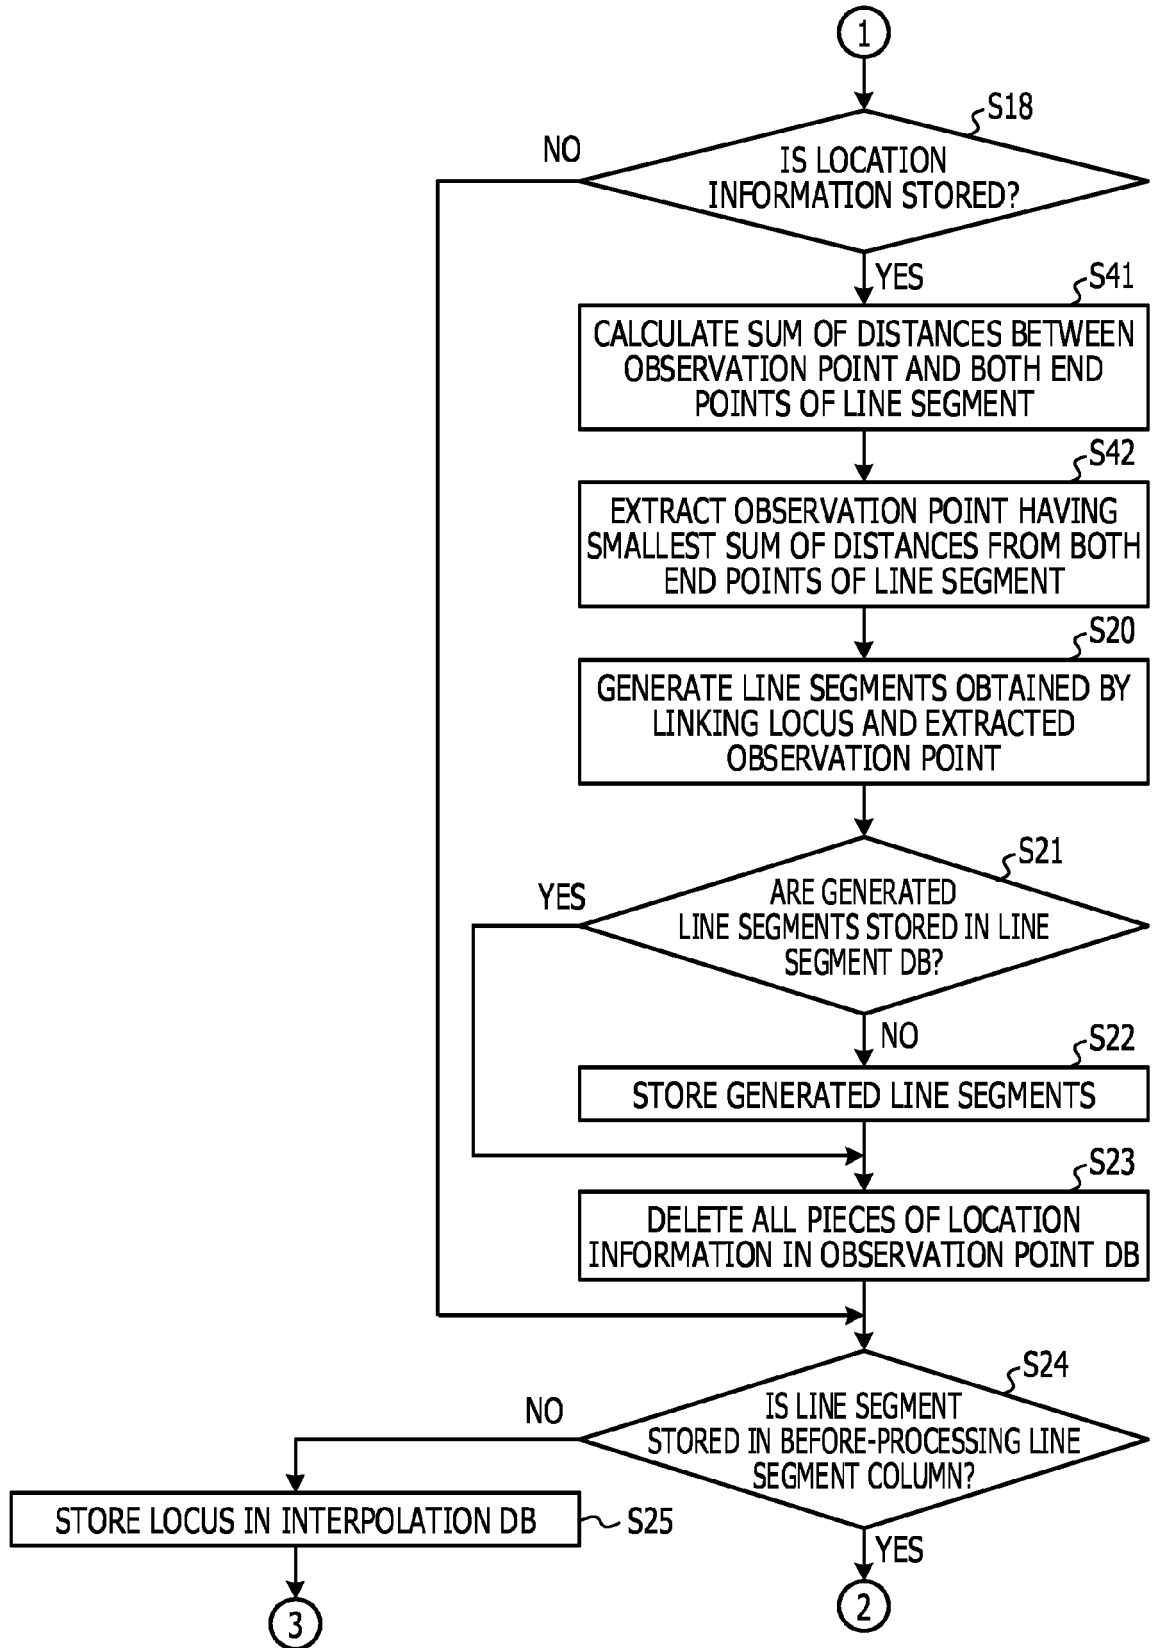 1
S18
NO
IS LOCATION
INFORMATION STORED?
YES
S41
CALCULATE SUM OF DISTANCES BETWEEN
OBSERVATION POINT AND BOTH END
POINTS OF LINE SEGMENT
S42
EXTRACT OBSERVATION POINT HAVING
SMALLEST SUM OF DISTANCES FROM BOTH
END POINTS OF LINE SEGMENT
S20
GENERATE LINE SEGMENTS OBTAINED BY
LINKING LOCUS AND EXTRACTED
OBSERVATION POINT
S21
YES
ARE GENERATED
LINE SEGMENTS STORED IN LINE
SEGMENT DB?
NO
S22
STORE GENERATED LINE SEGMENTS
S23
DELETE ALL PIECES OF LOCATION
INFORMATION IN OBSERVATION POINT DB
S24
NO
IS LINE SEGMENT
STORED IN BEFORE-PROCESSING LINE
SEGMENT COLUMN?
STORE LOCUS IN INTERPOLATION DB
S25
YES
3
2